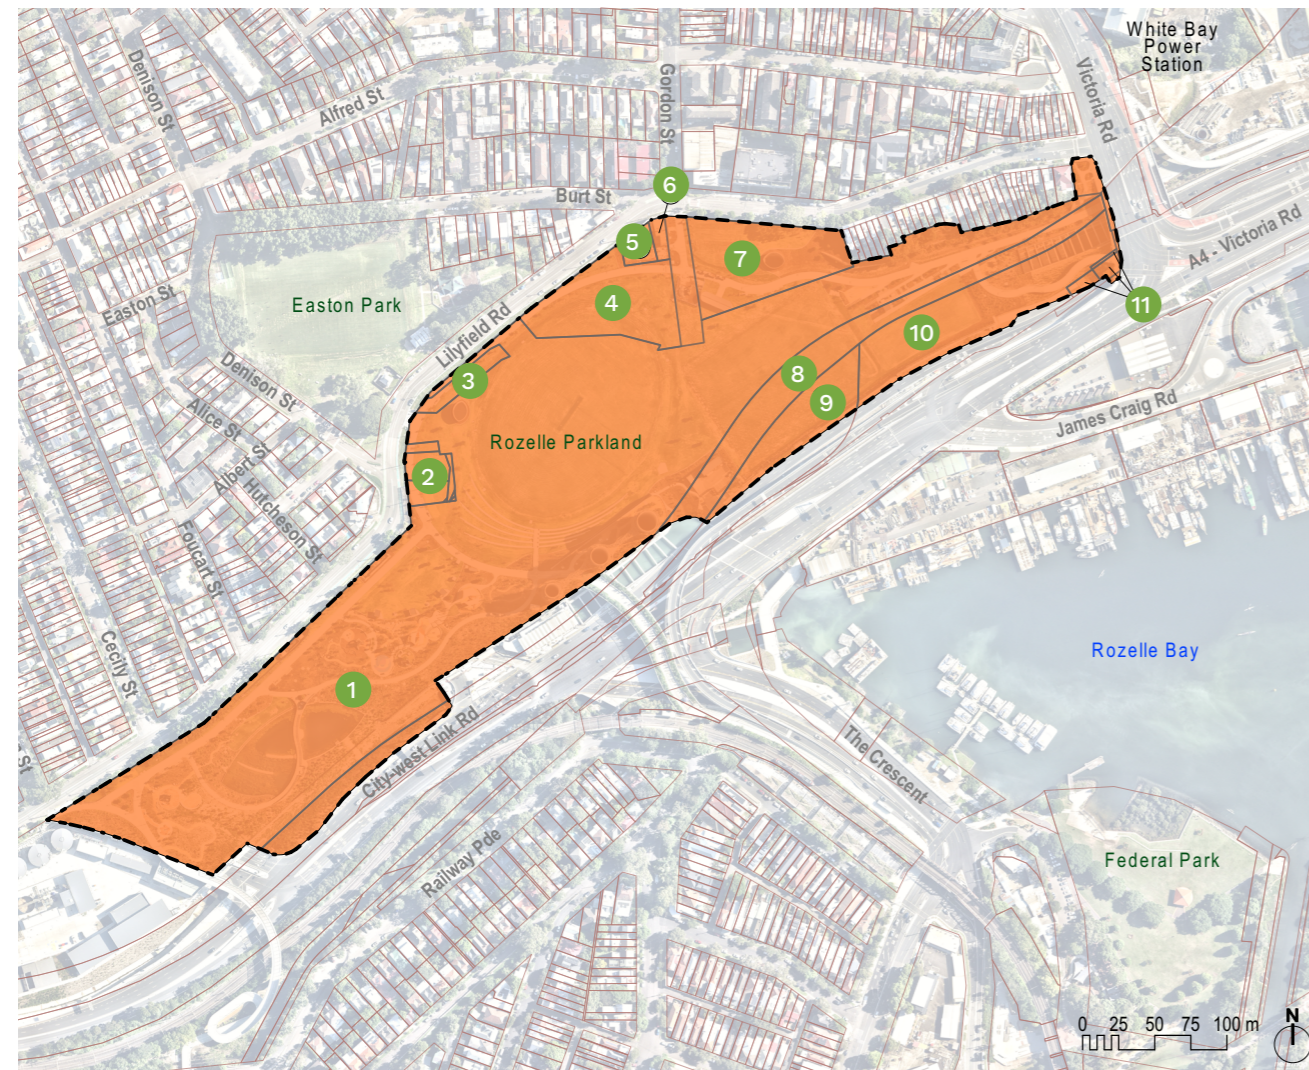 White Bay
Power
Station
Denison St
Alfred St
Gordon St
Victoria Rd
6
Burt St
5
7
A4 - Victoria Rd
Easton St
Easton Park
4
11
Lilyfield Rd
10
Denison St
3
8
9
James Craig Rd
Alice St
Rozelle Parkland
Albert St
2
Hutcheson St
Foucart St
Cecily St
Rozelle Bay
1
City-west Link Rd
St
The Crescent
Railway Pde
Federal Park
0 25 50 75 100 m
N